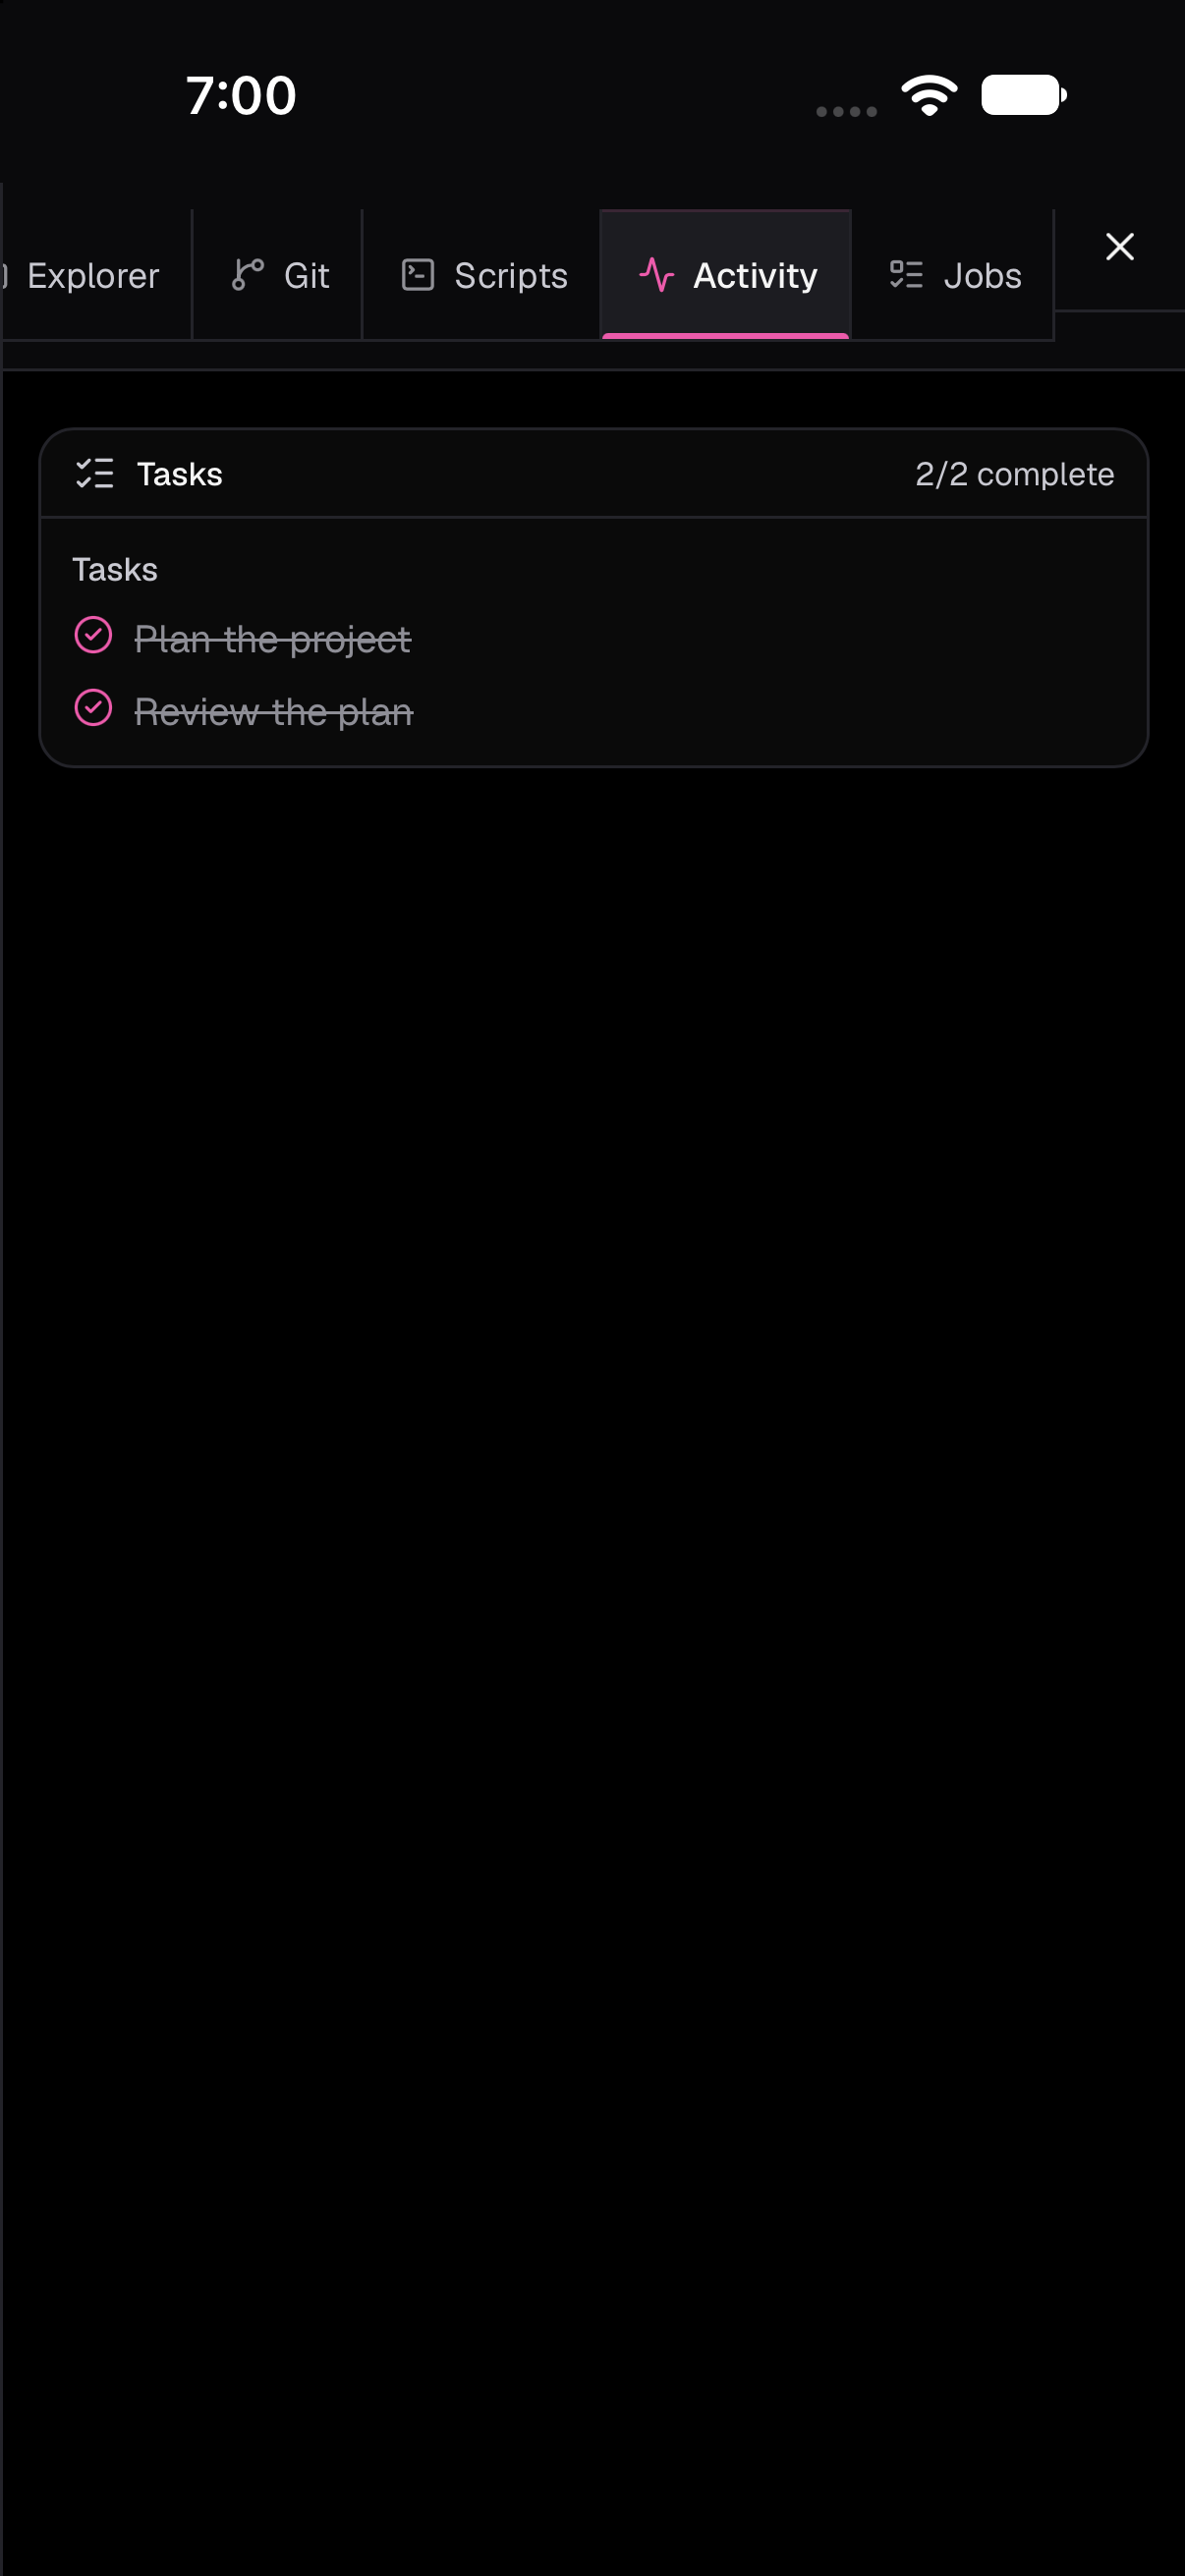 7:00
Explorer Git Scripts Activity Jobs
Tasks 2/2 complete
Tasks
Plan the project
Review the plan